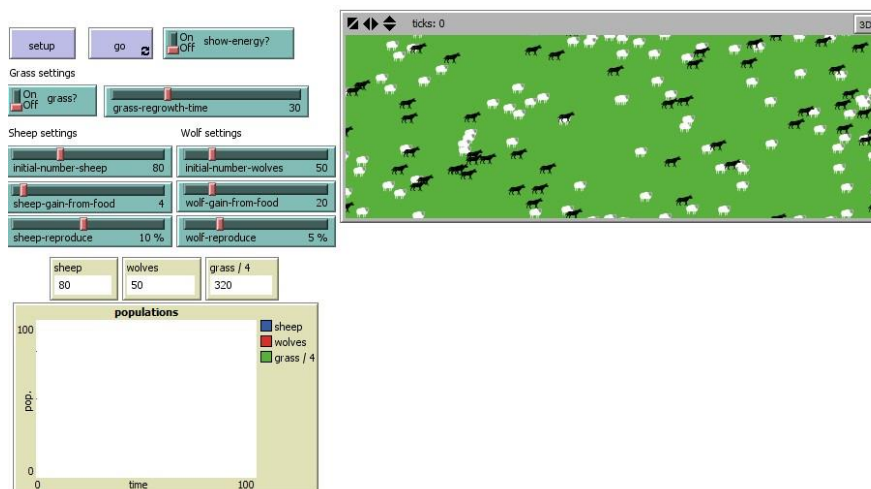 setup
go
On
Off
show-energy?
ticks: 0
3D
Grass settings
On
Off
grass?
grass-regrowth-time 30
Sheep settings
Wolf settings
initial-number-sheep 80
initial-number-wolves 50
sheep-gain-from-food 4
wolf-gain-from-food 20
sheep-reproduce 10 %
wolf-reproduce 5 %
sheep
80
wolves
50
grass / 4
320
populations
100
pop.
0
0
time
100
sheep
wolves
grass / 4